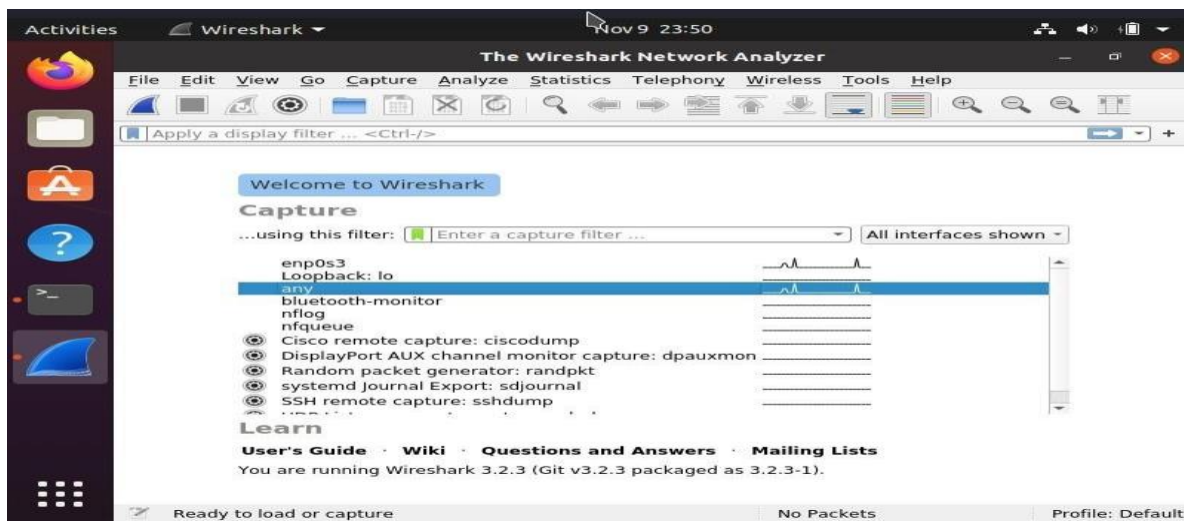 Activities Wireshark Nov 9 23:50
The Wireshark Network Analyzer
File Edit View Go Capture Analyze Statistics Telephony Wireless Tools Help
Apply a display filter ... <Ctrl-/> +
Welcome to Wireshark
Capture
...using this filter: Enter a capture filter ... All interfaces shown
enp0s3
Loopback: lo
any
bluetooth-monitor
nflog
nfqueue
Cisco remote capture: ciscodump
DisplayPort AUX channel monitor capture: dpauxmon
Random packet generator: randpkt
systemd Journal Export: sdjournal
SSH remote capture: sshdump
Learn
User's Guide · Wiki · Questions and Answers · Mailing Lists
You are running Wireshark 3.2.3 (Git v3.2.3 packaged as 3.2.3-1).
Ready to load or capture No Packets Profile: Default